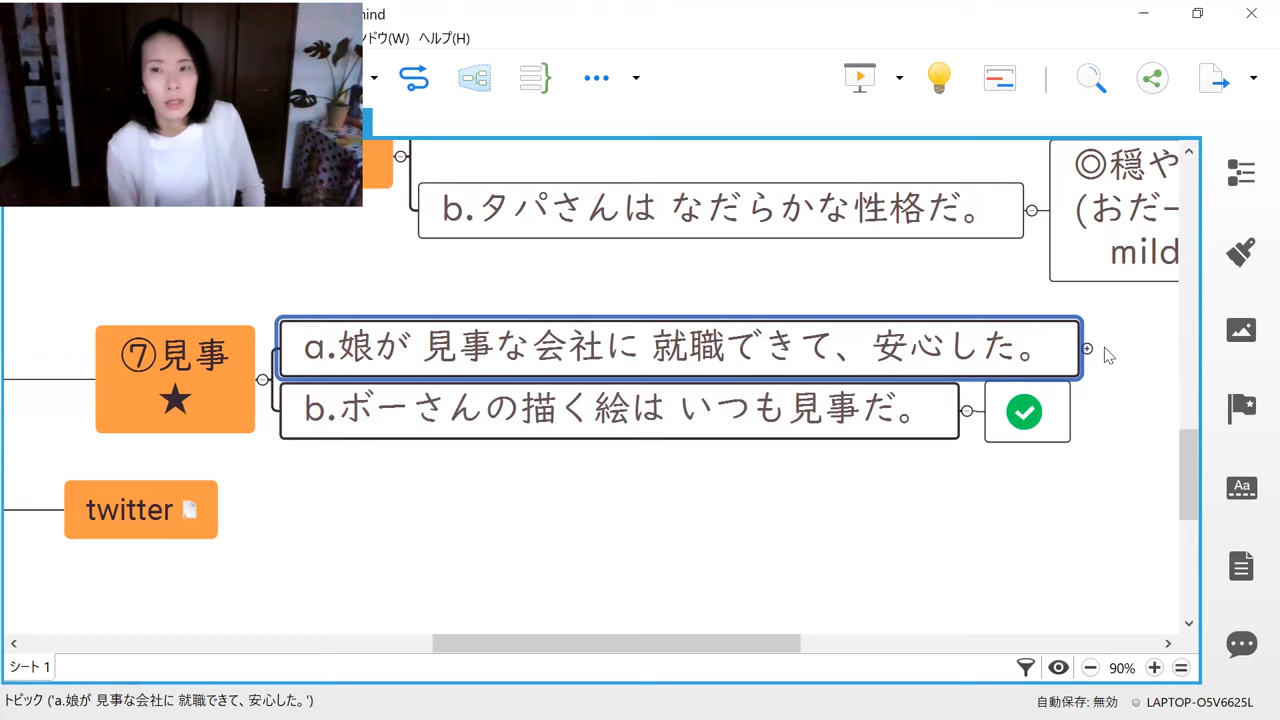 mind
ンドウ(W) ヘルプ(H)
b.タパさんは なだらかな性格だ。
◎穏や
(おだー
mild
⑦見事
★
a.娘が 見事な会社に 就職できて、安心した。
b.ボーさんの描く絵は いつも見事だ。
twitter
Aa
シート 1
90%
トピック ('a.娘が 見事な会社に 就職できて、安心した。')
自動保存: 無効
LAPTOP-O5V6625L